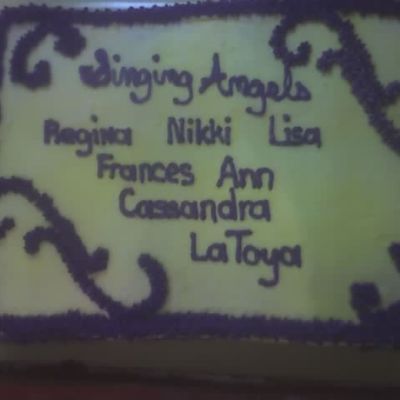 Singing Angels
Regina Nikki Lisa
Frances Ann
Cassandra
LaToya